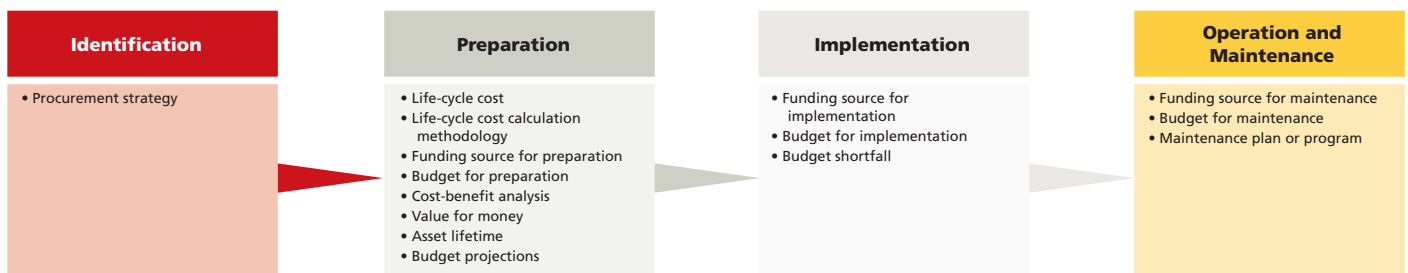 Identification
• Procurement strategy
Preparation
• Life-cycle cost
• Life-cycle cost calculation
methodology
• Funding source for preparation
• Budget for preparation
• Cost-benefit analysis
• Value for money
• Asset lifetime
• Budget projections
Implementation
• Funding source for
implementation
• Budget for implementation
• Budget shortfall
Operation and
Maintenance
• Funding source for maintenance
• Budget for maintenance
• Maintenance plan or program